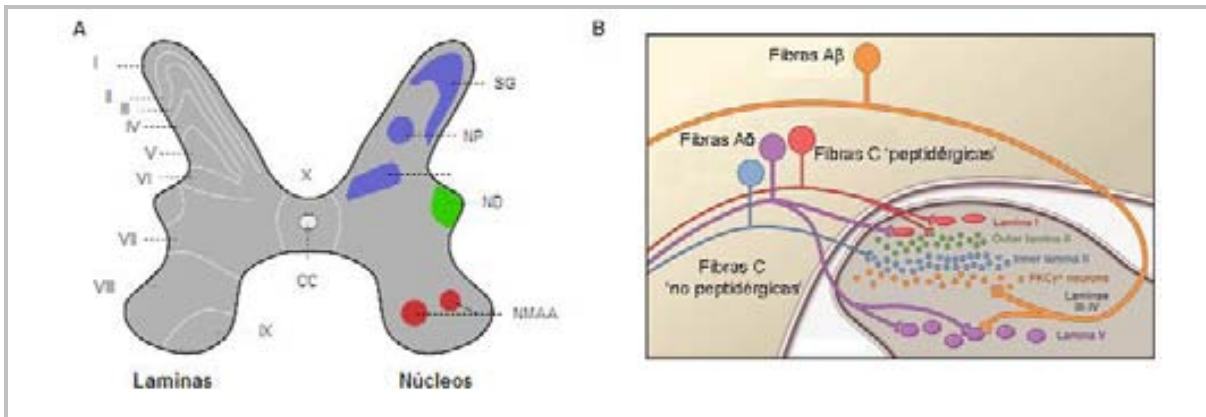 A
I
II
III
IV
V
VI
VII
VIII
IX
X
CC
SG
NP
ND
NMAA
Laminas
Núcleos
B
Fibras Aβ
Fibras Aδ
Fibras C 'peptidérgicas'
Fibras C
'no peptidérgicas'
Lamina I
Outer lamina II
Inner lamina II
PKCγ+ neurons
Laminas
III-IV
Lamina V